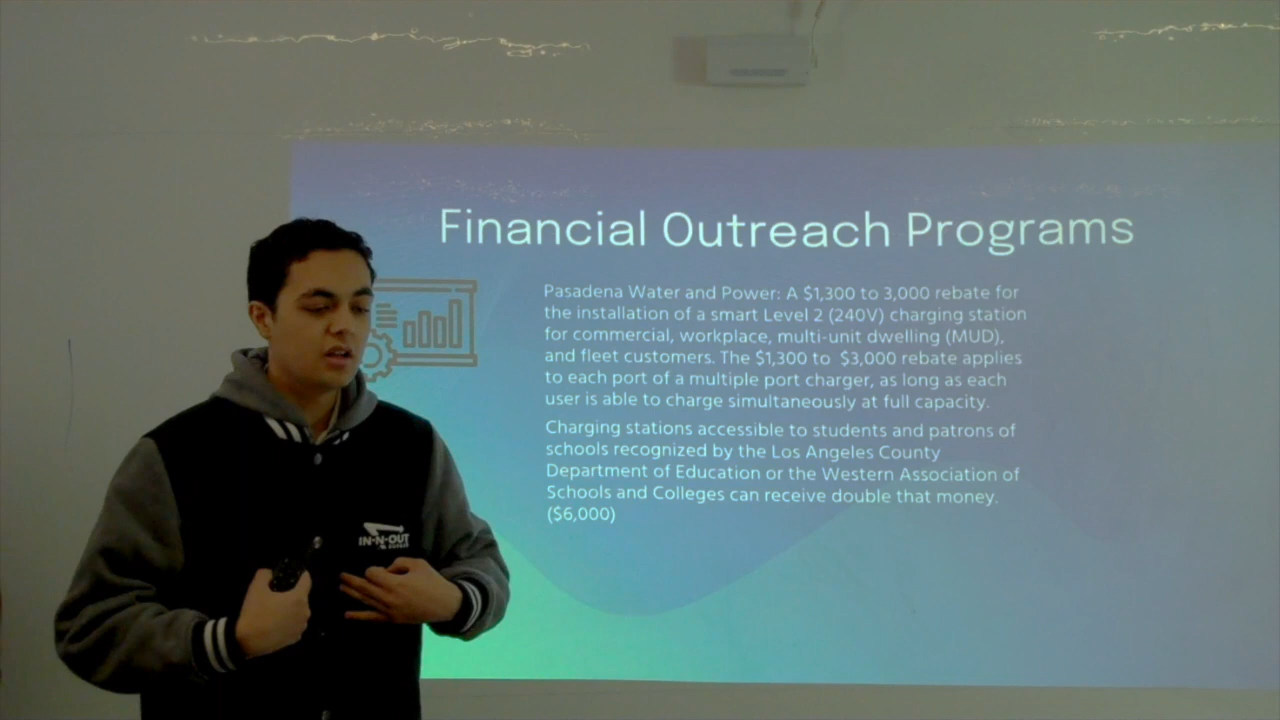 Financial Outreach Programs
Pasadena Water and Power: A $1,300 to 3,000 rebate for
the installation of a smart Level 2 (240V) charging station
for commercial, workplace, multi-unit dwelling (MUD),
and fleet customers. The $1,300 to $3,000 rebate applies
to each port of a multiple port charger, as long as each
user is able to charge simultaneously at full capacity.
Charging stations accessible to students and patrons of
schools recognized by the Los Angeles County
Department of Education or the Western Association of
Schools and Colleges can receive double that money.
($6,000)
IN-N-OUT